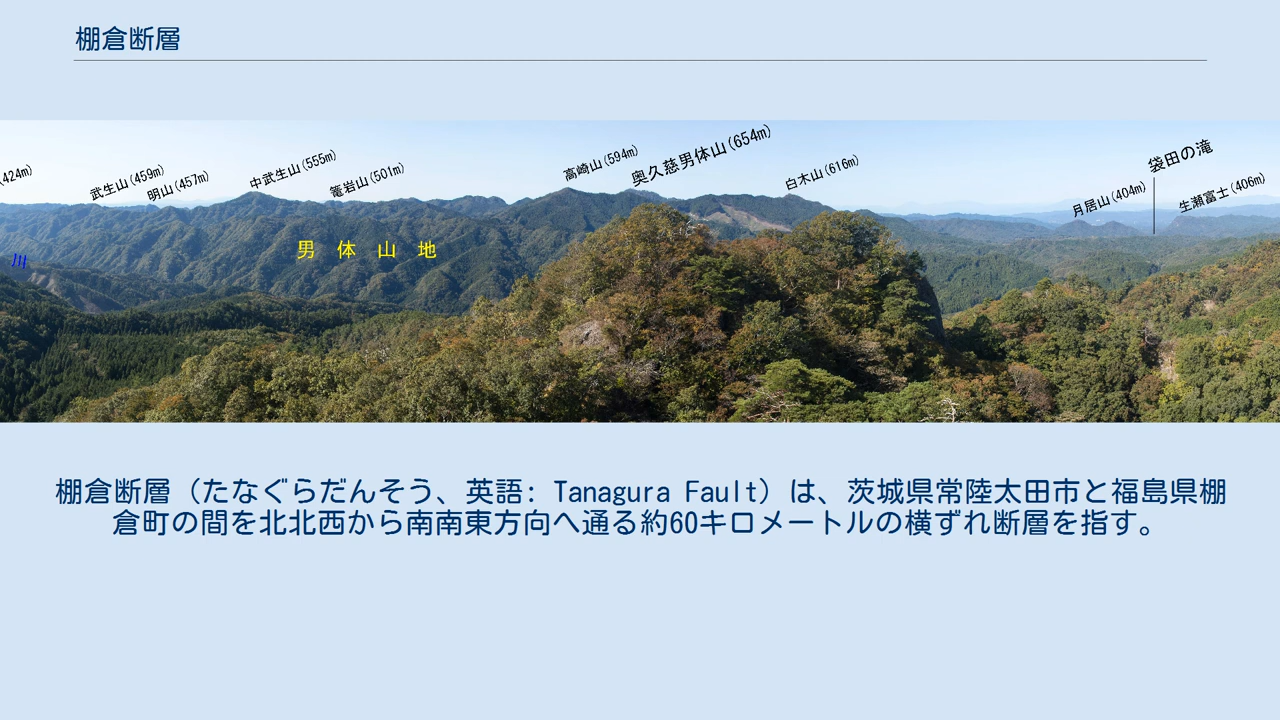 棚倉断層
(424m)
武生山(459m)
明山(457m)
中武生山(555m)
篭岩山(501m)
高崎山(594m)
奥久慈男体山(654m)
白木山(616m)
月居山(404m)
袋田の滝
生瀬富士(406m)
男体山地
川
棚倉断層（たなぐらだんそう、英語: Tanagura Fault）は、茨城県常陸太田市と福島県棚
倉町の間を北北西から南南東方向へ通る約60キロメートルの横ずれ断層を指す。